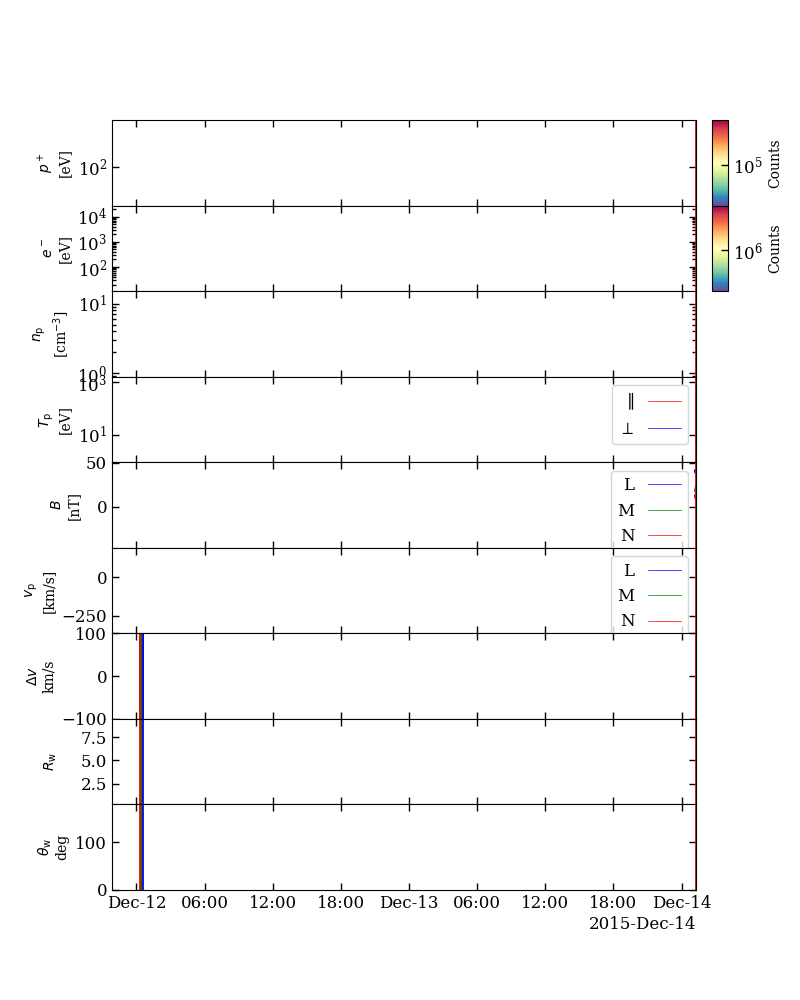 p⁺
[eV]
10²
10⁵
Counts
e⁻
[eV]
10⁴
10³
10²
10⁶
Counts
nₚ
[cm⁻³]
10¹
10⁰
Tₚ
[eV]
10³
10¹
∥
⊥
B
[nT]
50
0
L
M
N
vₚ
[km/s]
0
−250
L
M
N
Δv
km/s
100
0
−100
R_w
7.5
5.0
2.5
θ_w
deg
100
0
Dec-12 06:00 12:00 18:00 Dec-13 06:00 12:00 18:00 Dec-14
2015-Dec-14